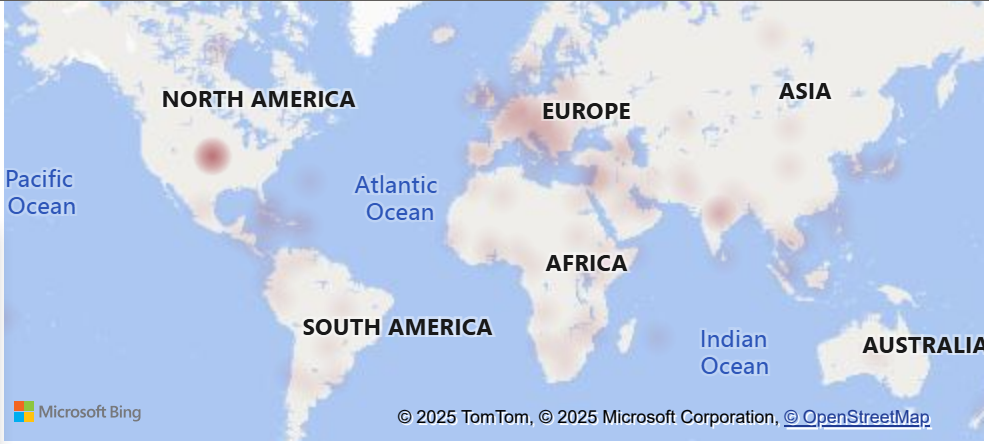 NORTH AMERICA
EUROPE
ASIA
Pacific
Ocean
Atlantic
Ocean
AFRICA
SOUTH AMERICA
Indian
Ocean
AUSTRALIA
Microsoft Bing
© 2025 TomTom, © 2025 Microsoft Corporation, © OpenStreetMap